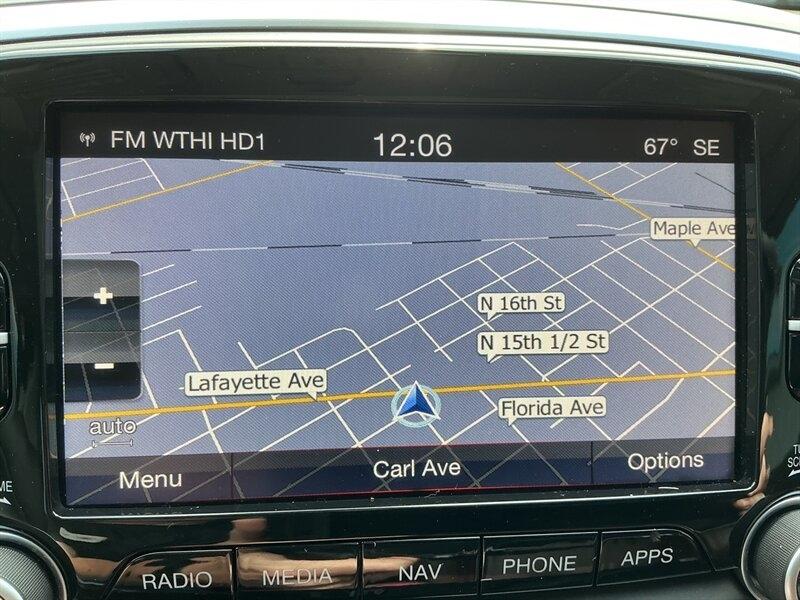 FM WTHI HD1 12:06 67° SE
Maple Ave
N 16th St
N 15th 1/2 St
Lafayette Ave
Florida Ave
auto
Menu Carl Ave Options
RADIO MEDIA NAV PHONE APPS